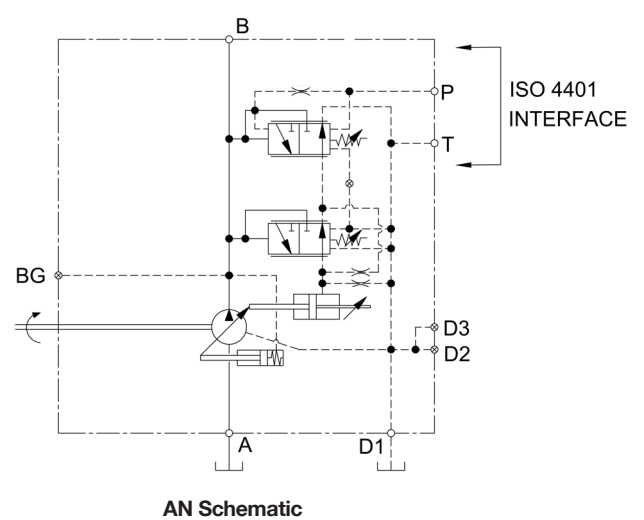 B
P
ISO 4401
INTERFACE
T
BG
D3
D2
A
D1
AN Schematic